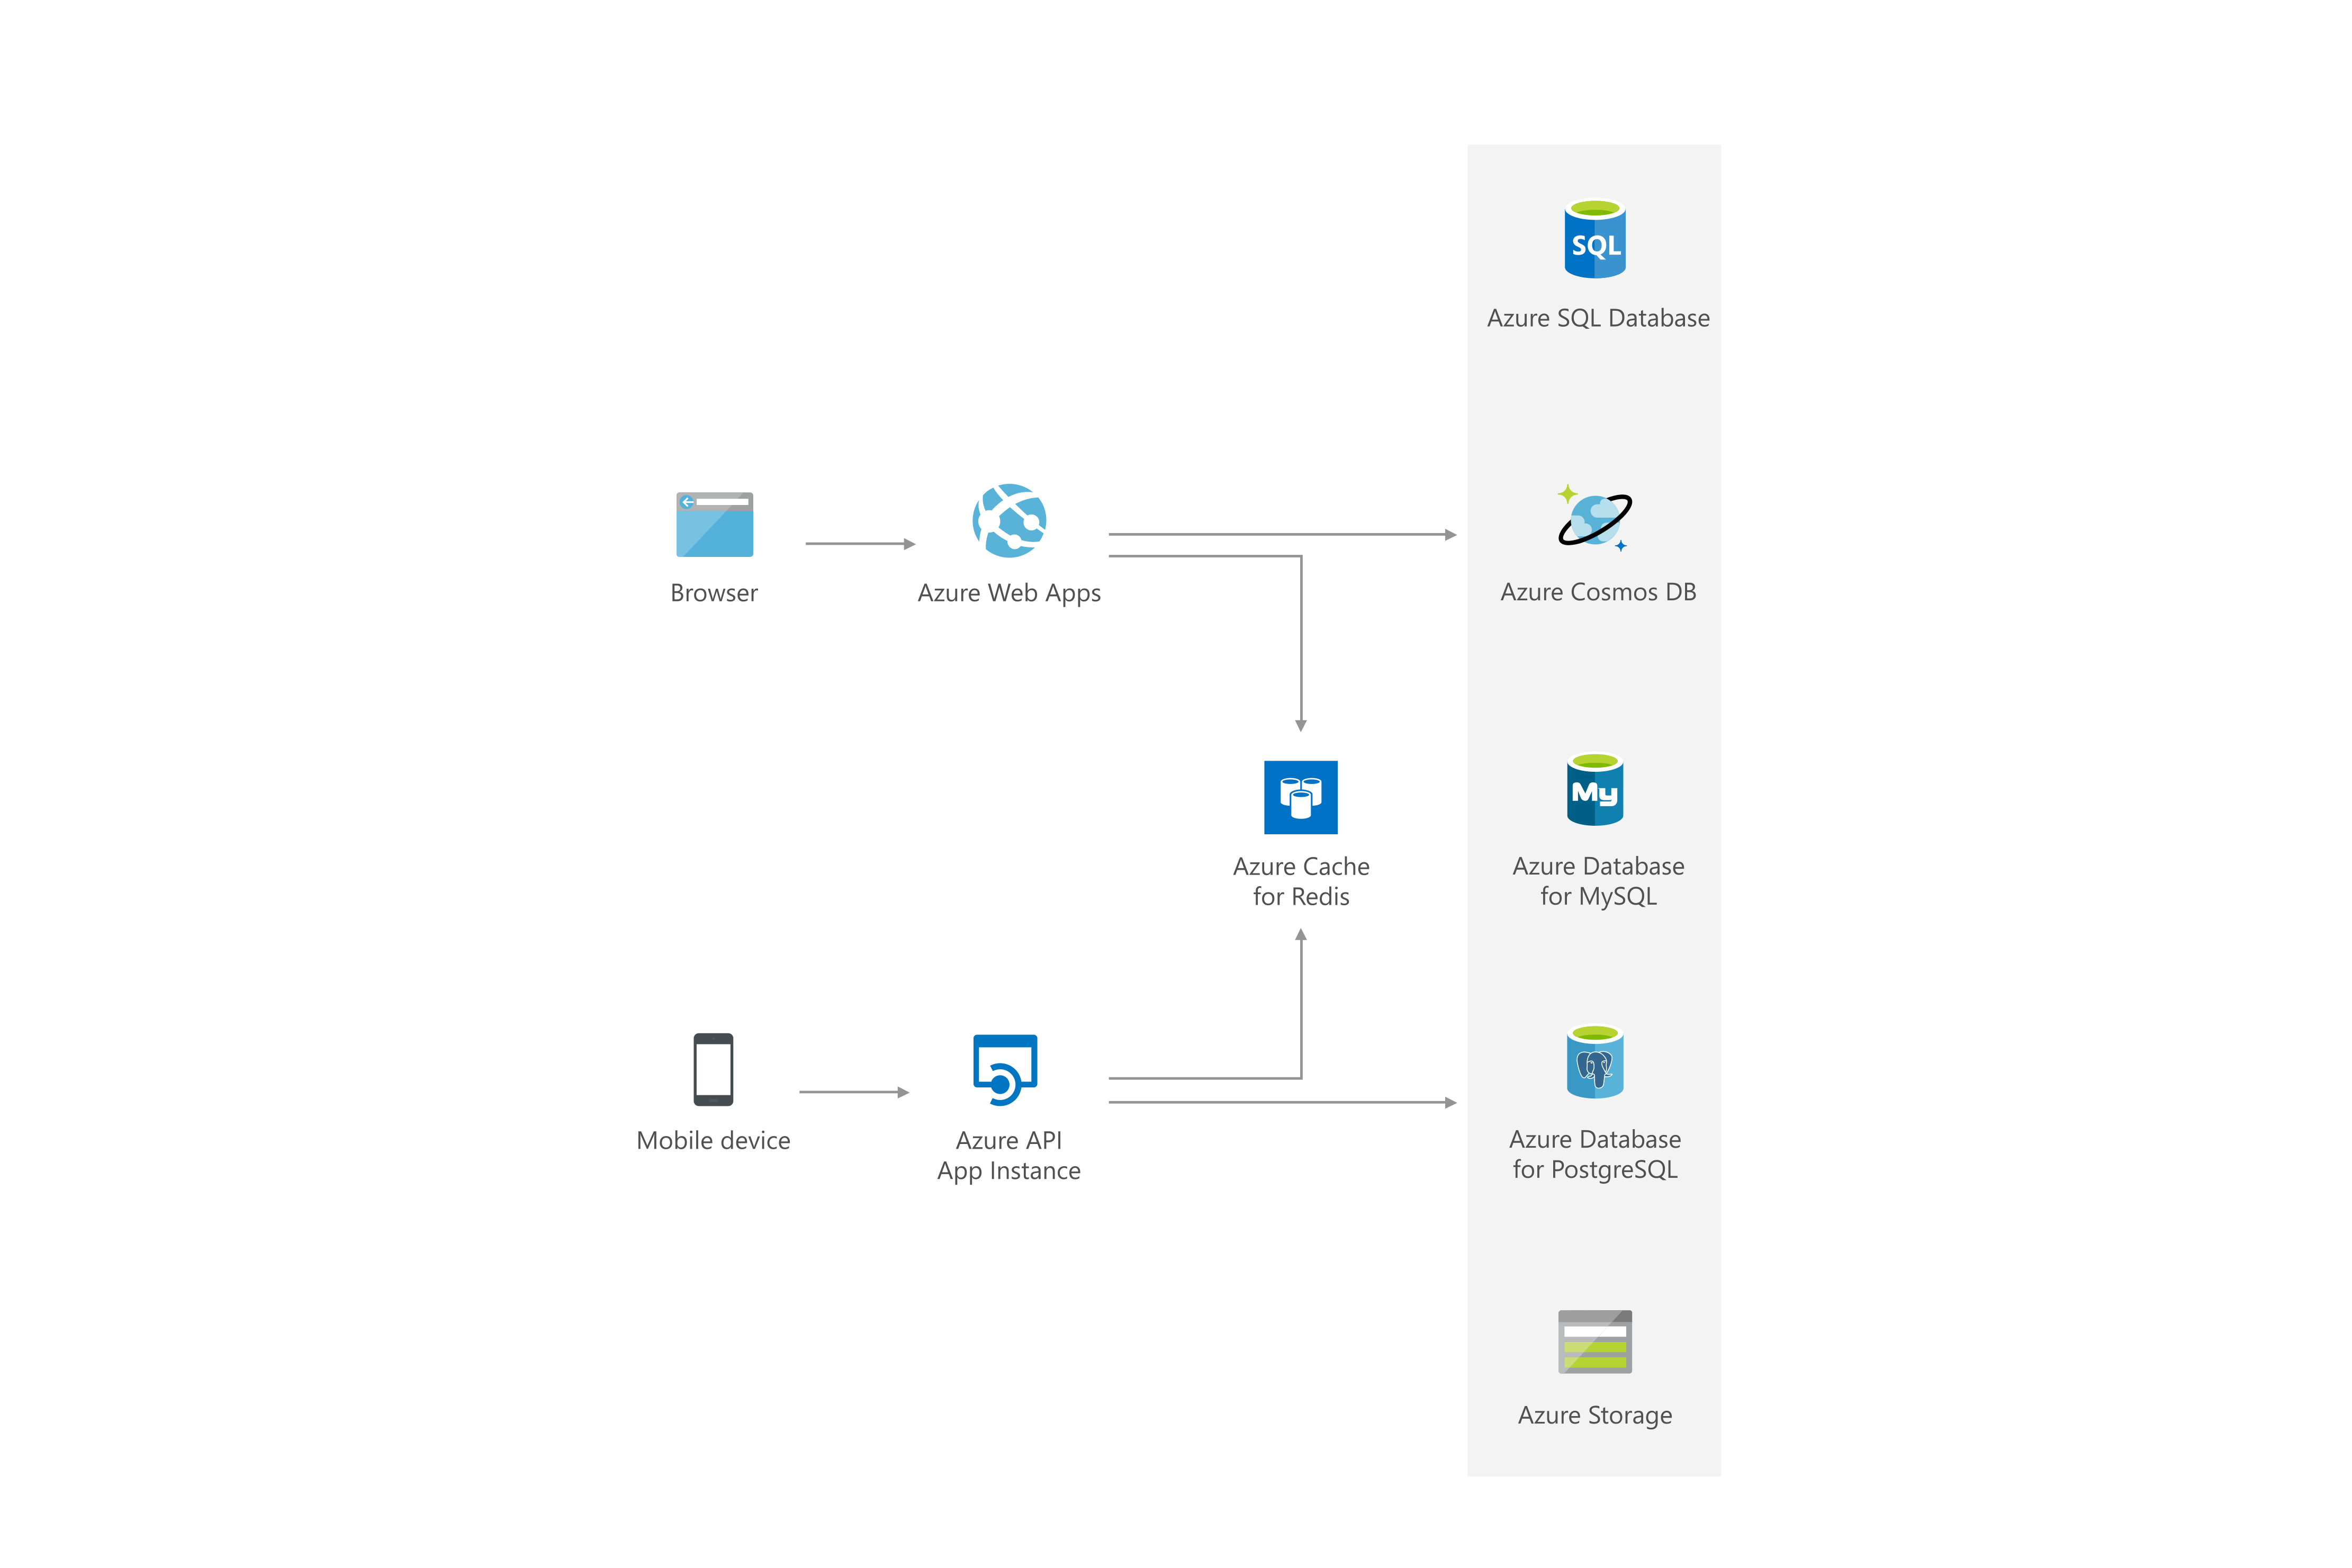 SQL
Azure SQL Database
Browser
Azure Web Apps
Azure Cosmos DB
My
Azure Cache
for Redis
Azure Database
for MySQL
Mobile device
Azure API
App Instance
Azure Database
for PostgreSQL
Azure Storage